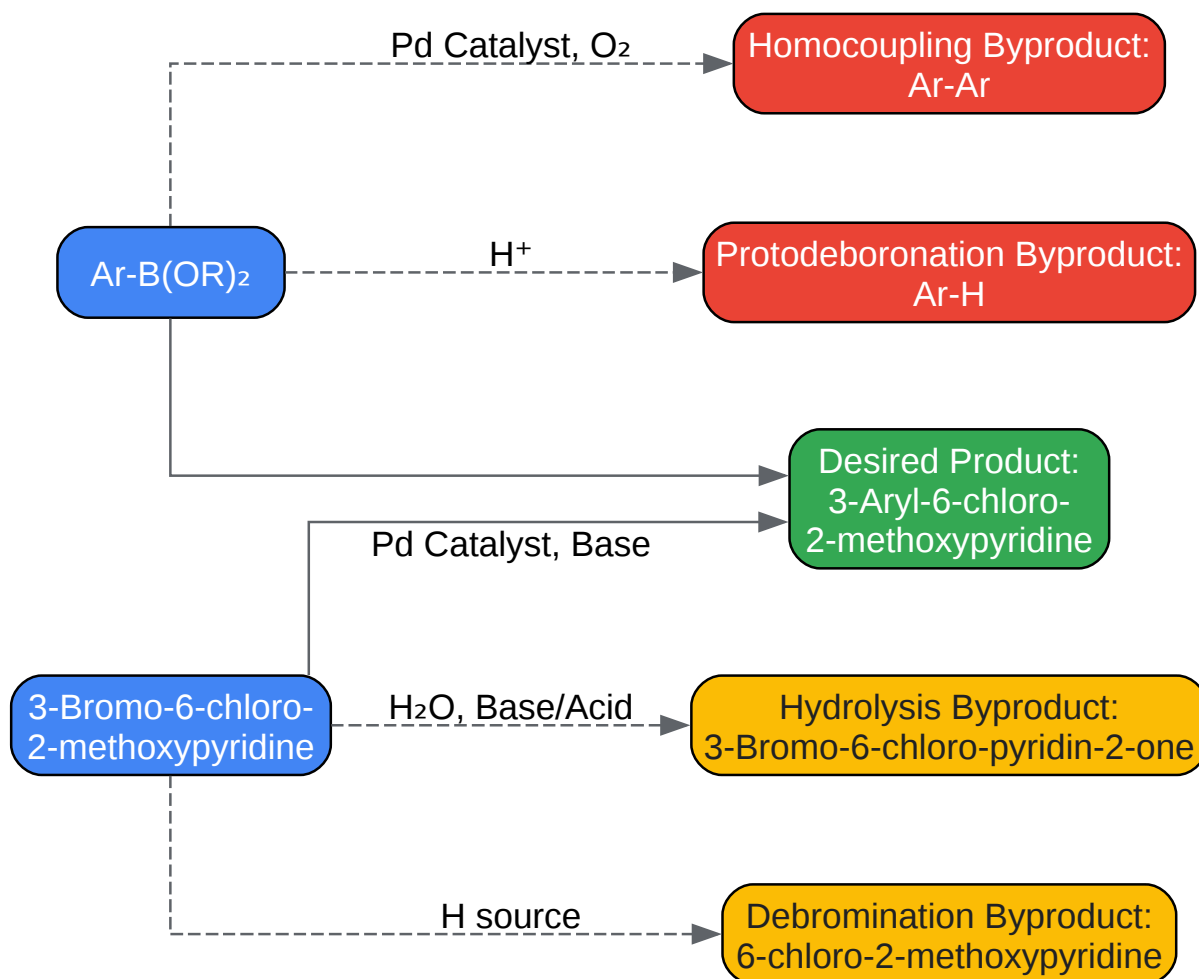 Pd Catalyst, O₂
Homocoupling Byproduct:
Ar-Ar
Ar-B(OR)₂
H⁺
Protodeboronation Byproduct:
Ar-H
Desired Product:
3-Aryl-6-chloro-
2-methoxypyridine
Pd Catalyst, Base
3-Bromo-6-chloro-
2-methoxypyridine
H₂O, Base/Acid
Hydrolysis Byproduct:
3-Bromo-6-chloro-pyridin-2-one
H source
Debromination Byproduct:
6-chloro-2-methoxypyridine